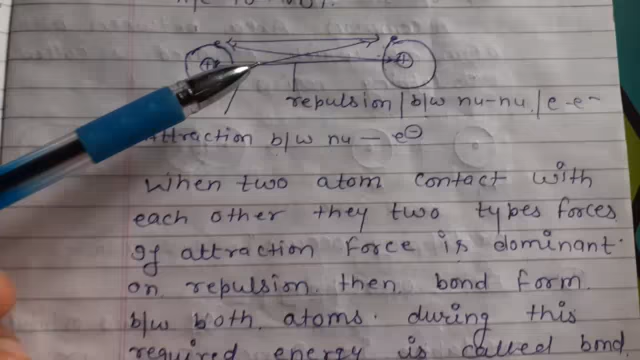 + +
repulsion / b/w nu-nu / e-e-
attraction b/w nu - e⊖
When two atom contact with
each other they two types forces
If attraction force is dominant
on repulsion then bond form
b/w both atoms. during this
required energy is called bond